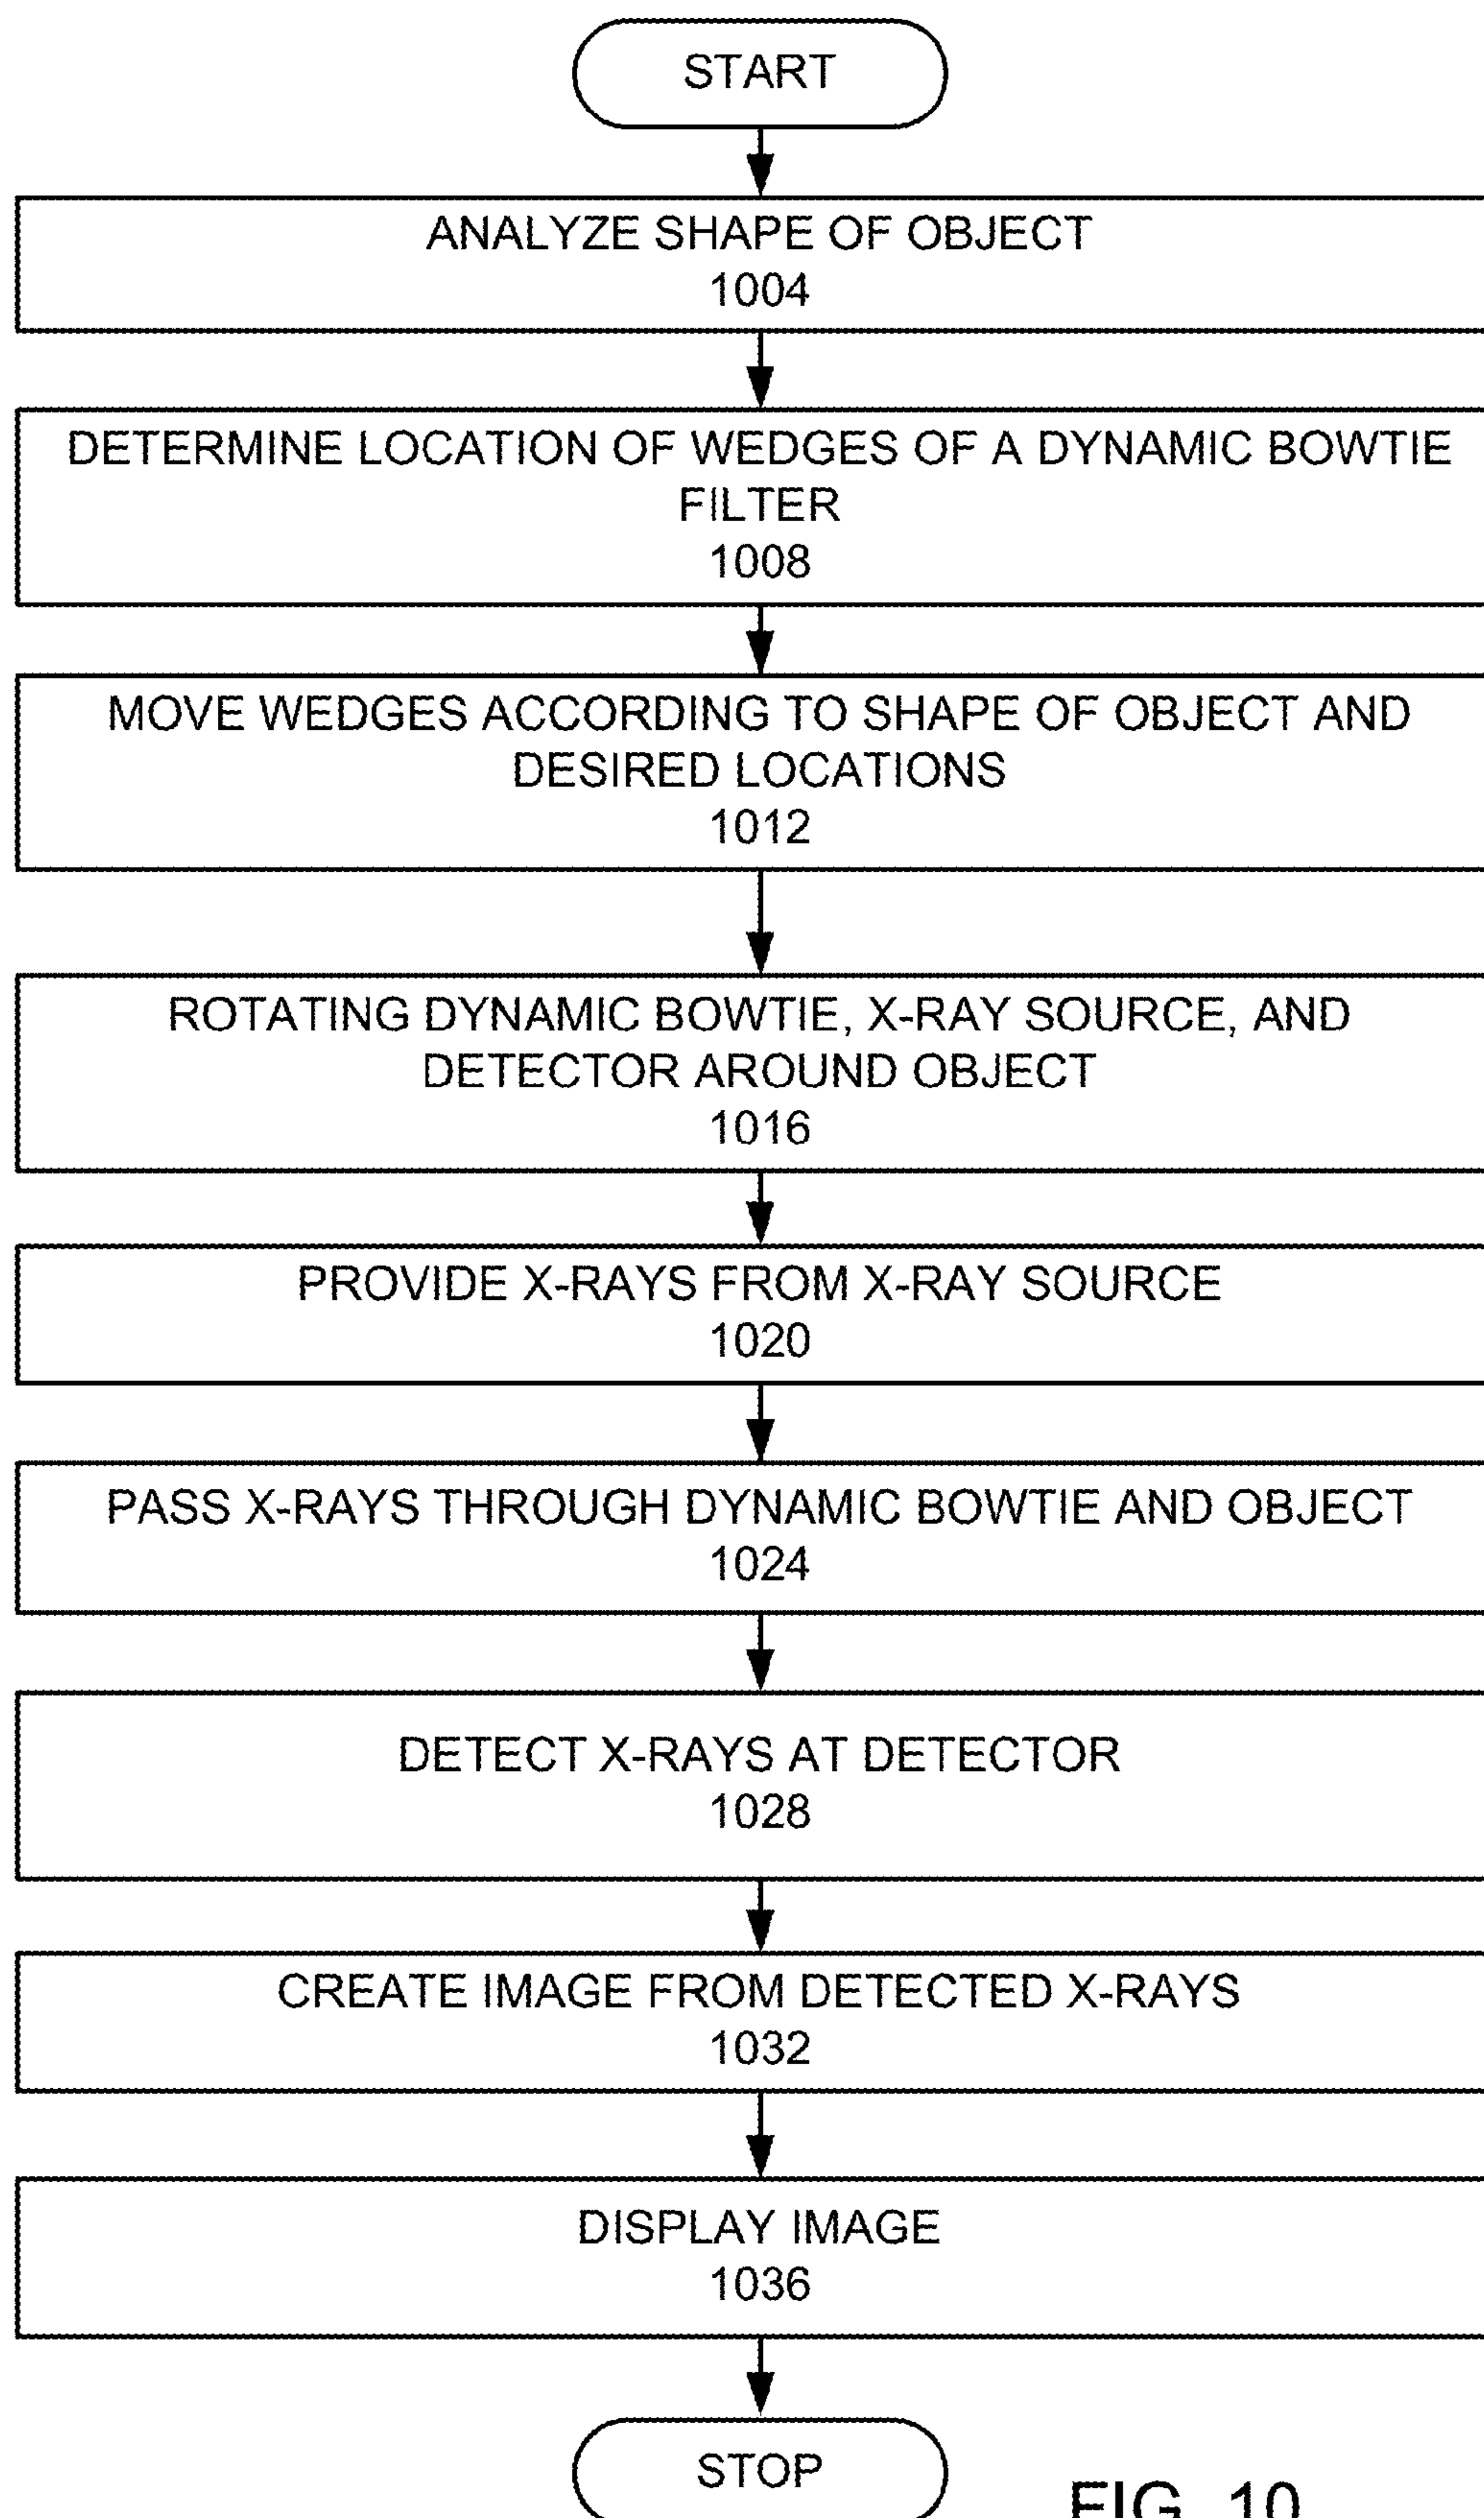 START
ANALYZE SHAPE OF OBJECT
1004
DETERMINE LOCATION OF WEDGES OF A DYNAMIC BOWTIE
FILTER
1008
MOVE WEDGES ACCORDING TO SHAPE OF OBJECT AND
DESIRED LOCATIONS
1012
ROTATING DYNAMIC BOWTIE, X-RAY SOURCE, AND
DETECTOR AROUND OBJECT
1016
PROVIDE X-RAYS FROM X-RAY SOURCE
1020
PASS X-RAYS THROUGH DYNAMIC BOWTIE AND OBJECT
1024
DETECT X-RAYS AT DETECTOR
1028
CREATE IMAGE FROM DETECTED X-RAYS
1032
DISPLAY IMAGE
1036
STOP
FIG. 10